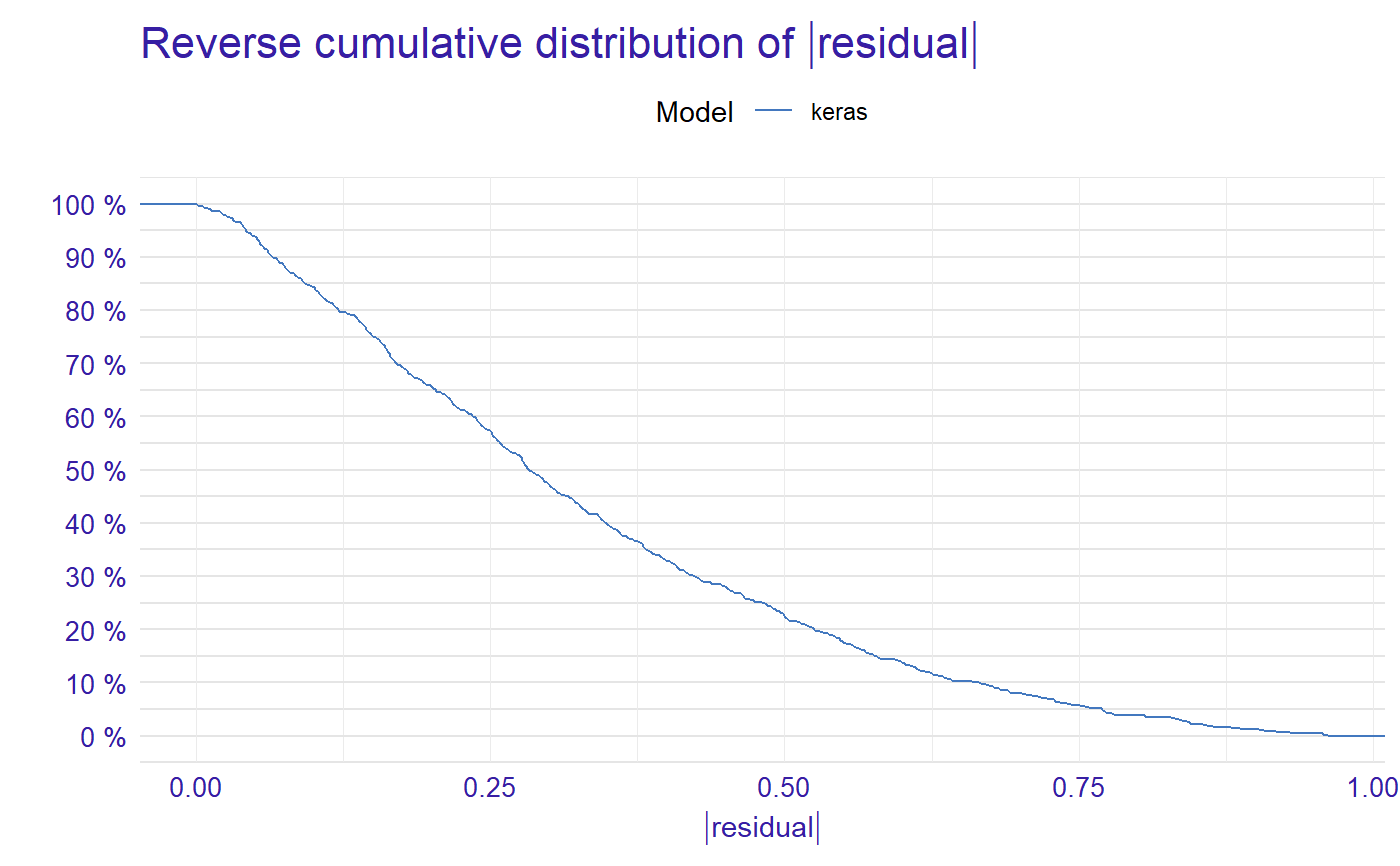 Reverse cumulative distribution of |residual|
Model keras
100 %
90 %
80 %
70 %
60 %
50 %
40 %
30 %
20 %
10 %
0 %
0.00 0.25 0.50 0.75 1.00
|residual|